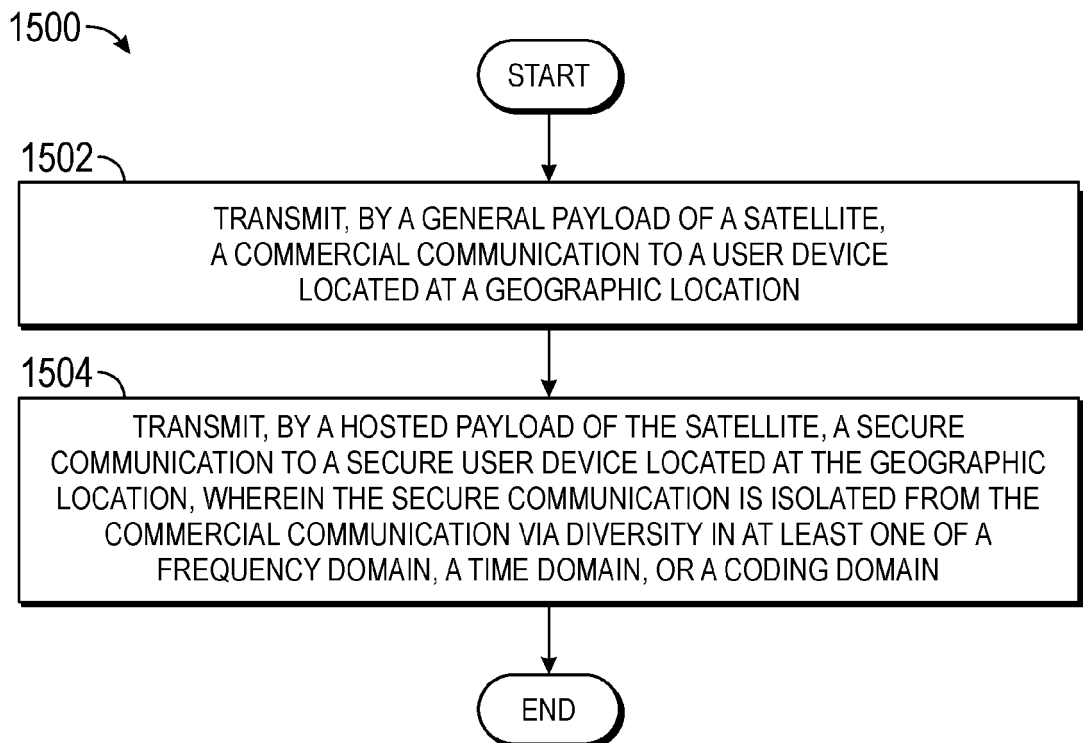 1500
START
1502
TRANSMIT, BY A GENERAL PAYLOAD OF A SATELLITE,
A COMMERCIAL COMMUNICATION TO A USER DEVICE
LOCATED AT A GEOGRAPHIC LOCATION
1504
TRANSMIT, BY A HOSTED PAYLOAD OF THE SATELLITE, A SECURE
COMMUNICATION TO A SECURE USER DEVICE LOCATED AT THE GEOGRAPHIC
LOCATION, WHEREIN THE SECURE COMMUNICATION IS ISOLATED FROM THE
COMMERCIAL COMMUNICATION VIA DIVERSITY IN AT LEAST ONE OF A
FREQUENCY DOMAIN, A TIME DOMAIN, OR A CODING DOMAIN
END